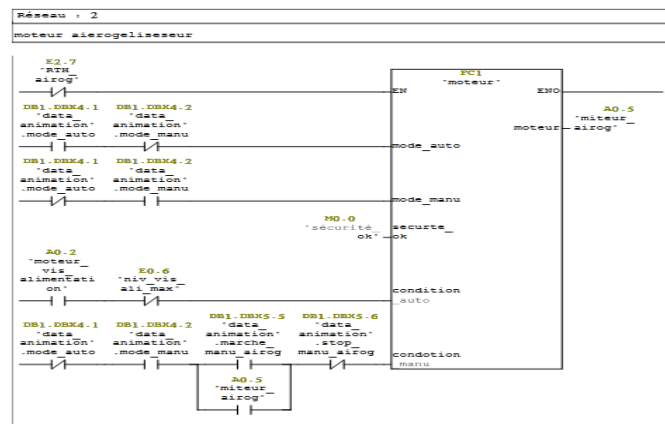 Réseau : 2
moteur aierogeliseseur
E2.7
"RTH_
airog"
FC1
"moteur"
EN
ENO
DB1.DBX4.1
"data_
animation"
.mode_auto
DB1.DBX4.2
"data_
animation"
.mode_manu
mode_auto
moteur
A0.5
"miteur_
airog"
DB1.DBX4.1
"data_
animation"
.mode_auto
DB1.DBX4.2
"data_
animation"
.mode_manu
mode_manu
M0.0
"sécurité_
ok"
securte_
ok
A0.2
"moteur_
vis_
alimentati
on"
E0.6
"niv_vis_
ali_max"
condition
_auto
DB1.DBX4.1
"data_
animation"
.mode_auto
DB1.DBX4.2
"data_
animation"
.mode_manu
DB1.DBX5.5
"data_
animation"
.marche_
manu_airog
DB1.DBX5.6
"data_
animation"
.stop_
manu_airog
condotion
_manu
A0.5
"miteur_
airog"